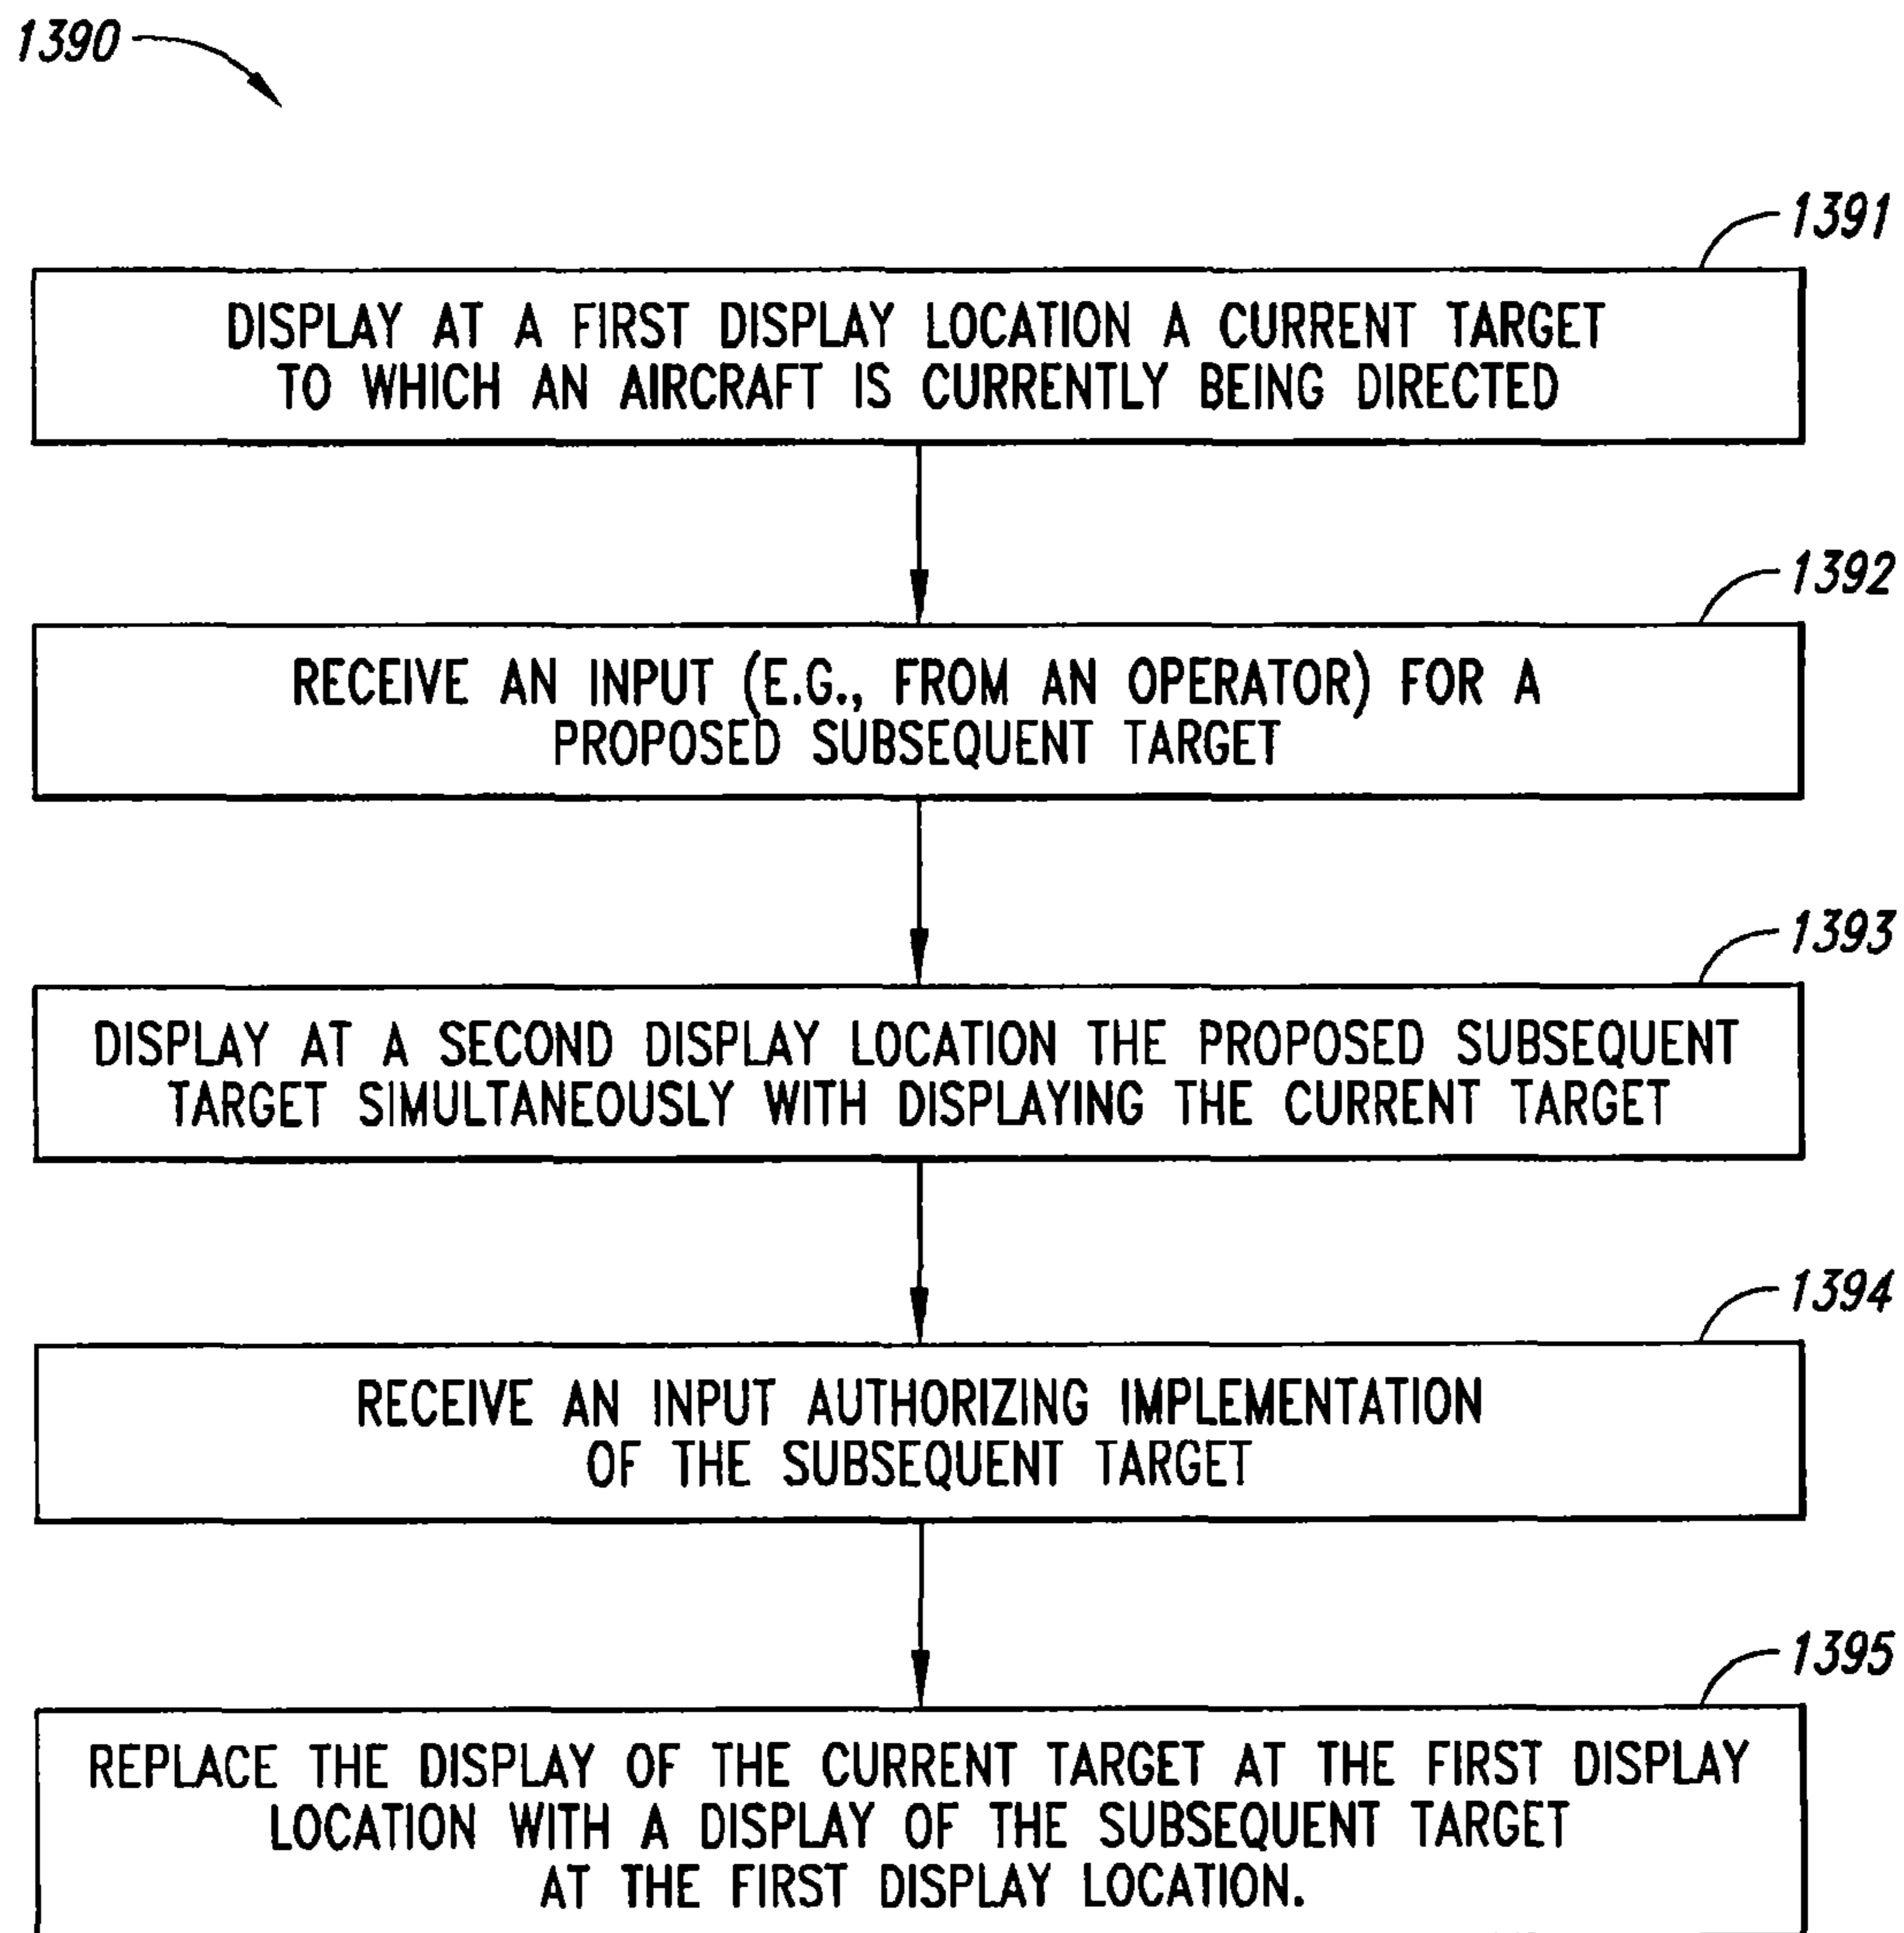 1390
1391
DISPLAY AT A FIRST DISPLAY LOCATION A CURRENT TARGET
TO WHICH AN AIRCRAFT IS CURRENTLY BEING DIRECTED
1392
RECEIVE AN INPUT (E.G., FROM AN OPERATOR) FOR A
PROPOSED SUBSEQUENT TARGET
1393
DISPLAY AT A SECOND DISPLAY LOCATION THE PROPOSED SUBSEQUENT
TARGET SIMULTANEOUSLY WITH DISPLAYING THE CURRENT TARGET
1394
RECEIVE AN INPUT AUTHORIZING IMPLEMENTATION
OF THE SUBSEQUENT TARGET
1395
REPLACE THE DISPLAY OF THE CURRENT TARGET AT THE FIRST DISPLAY
LOCATION WITH A DISPLAY OF THE SUBSEQUENT TARGET
AT THE FIRST DISPLAY LOCATION.